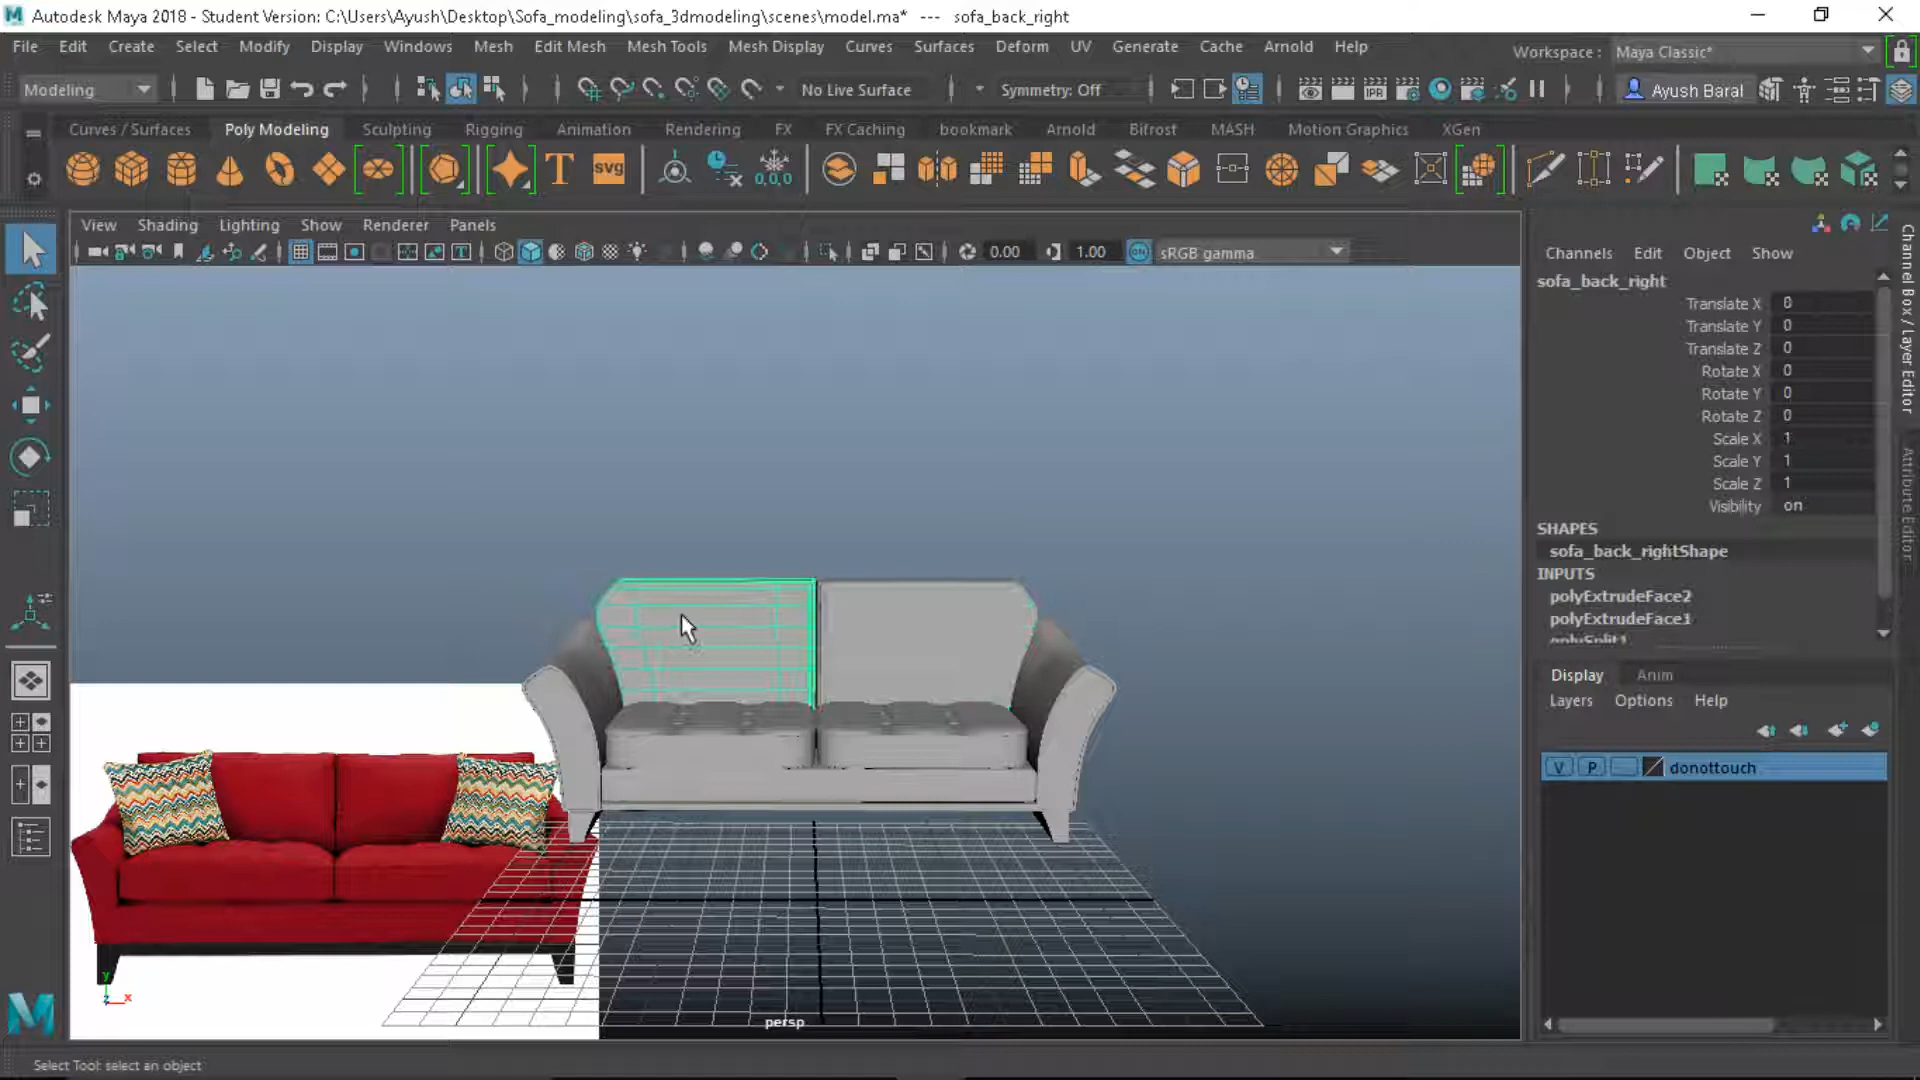 Autodesk Maya 2018 - Student Version: C:\Users\Ayush\Desktop\Sofa_modeling\sofa_3dmodeling\scenes\model.ma* --- sofa_back_right
File Edit Create Select Modify Display Windows Mesh Edit Mesh Mesh Tools Mesh Display Curves Surfaces Deform UV Generate Cache Arnold Help
Workspace : Maya Classic*
Modeling No Live Surface Symmetry: Off IPR Ayush Baral
Curves / Surfaces Poly Modeling Sculpting Rigging Animation Rendering FX FX Caching bookmark Arnold Bifrost MASH Motion Graphics XGen
T svg 0,0,0
View Shading Lighting Show Renderer Panels
0.00 1.00 ON sRGB gamma
Channels Edit Object Show
sofa_back_right
Translate X 0
Translate Y 0
Translate Z 0
Rotate X 0
Rotate Y 0
Rotate Z 0
Scale X 1
Scale Y 1
Scale Z 1
Visibility on
SHAPES
sofa_back_rightShape
INPUTS
polyExtrudeFace2
polyExtrudeFace1
polySplit1
Display Anim
Layers Options Help
V P donottouch
Channel Box / Layer Editor
Attribute Editor
y
z x
persp
Select Tool: select an object